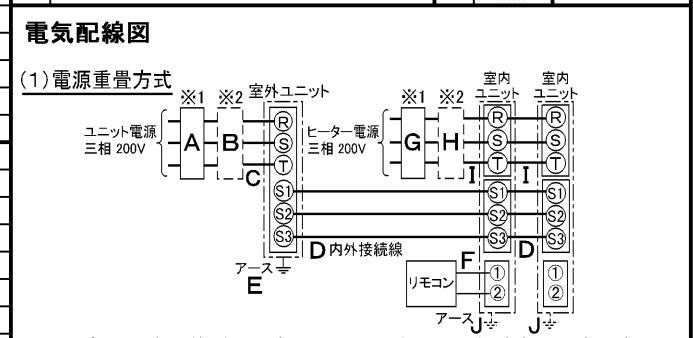 電気配線図
(1)電源重畳方式
※1 ※2 室外ユニット
ユニット電源
三相 200V
A B C
R
S
T
S1
S2
S3
アース
E
D 内外接続線
※1 ※2
ヒーター電源
三相 200V
G H I I
室内
ユニット
室内
ユニット
R R
S S
T T
S1 S1
S2 S2
S3 S3
D
F
リモコン
① ①
② ②
アース J J